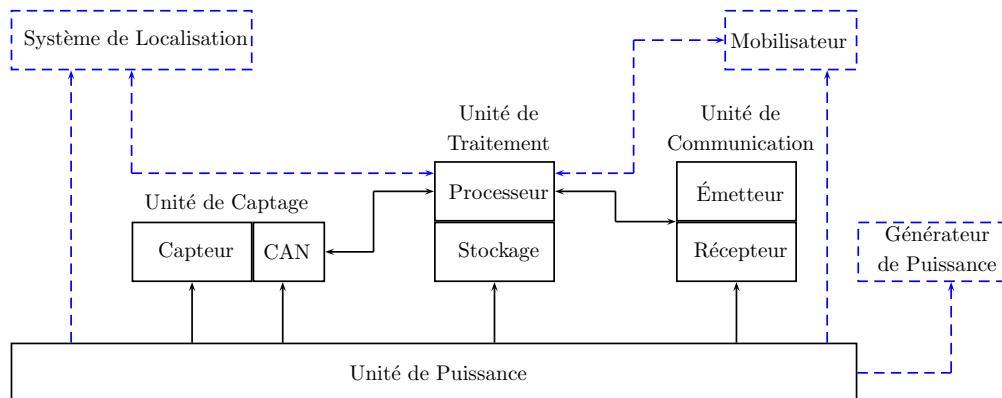 Système de Localisation
Mobilisateur
Unité de
Traitement
Unité de
Communication
Processeur
Émetteur
Unité de Captage
Capteur
CAN
Stockage
Récepteur
Générateur
de Puissance
Unité de Puissance